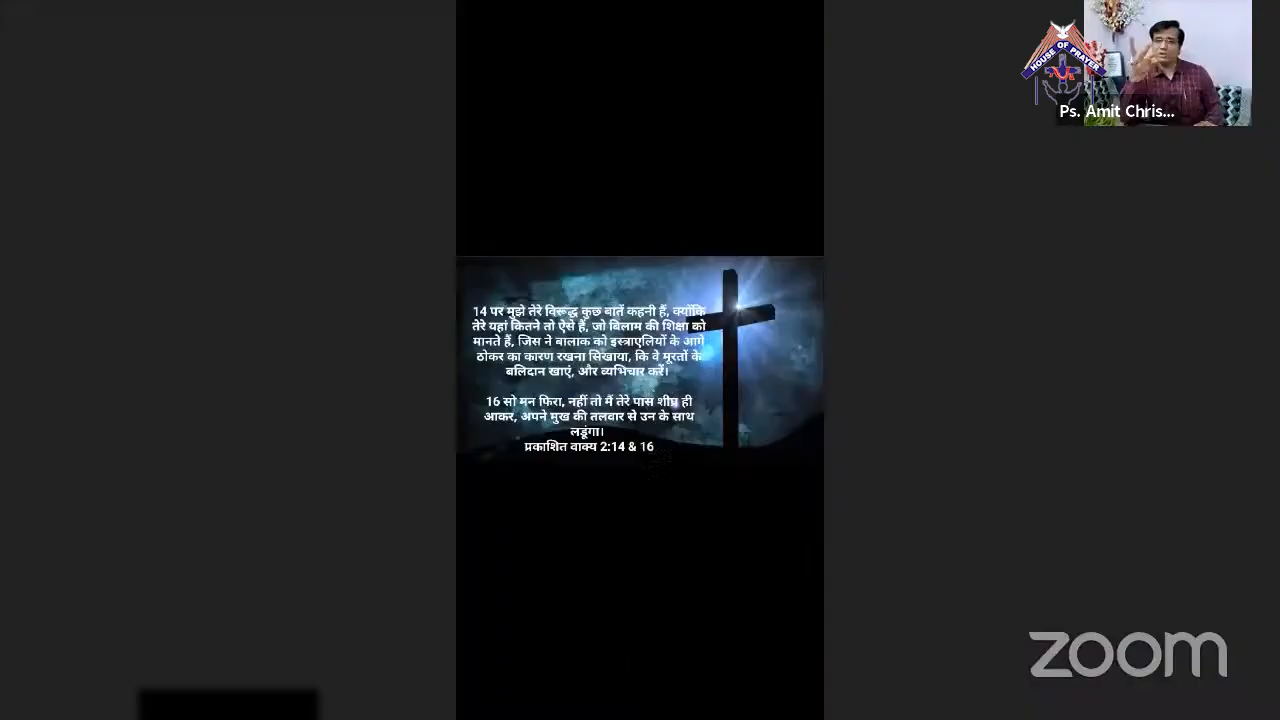 HOUSE OF PRAYER
Ps. Amit Chris...
14 पर मुझे तेरे विरूद्ध कुछ बातें कहनी हैं, क्योंकि
तेरे यहां कितने तो ऐसे हैं, जो बिलाम की शिक्षा को
मानते हैं, जिस ने बालाक को इस्त्राएलियों के आगे
ठोकर का कारण रखना सिखाया, कि वे मूरतों के
बलिदान खाएं, और व्यभिचार करें।
16 सो मन फिरा, नहीं तो मैं तेरे पास शीघ्र ही
आकर, अपने मुख की तलवार से उन के साथ
लडूंगा।
प्रकाशित वाक्य 2:14 & 16
zoom